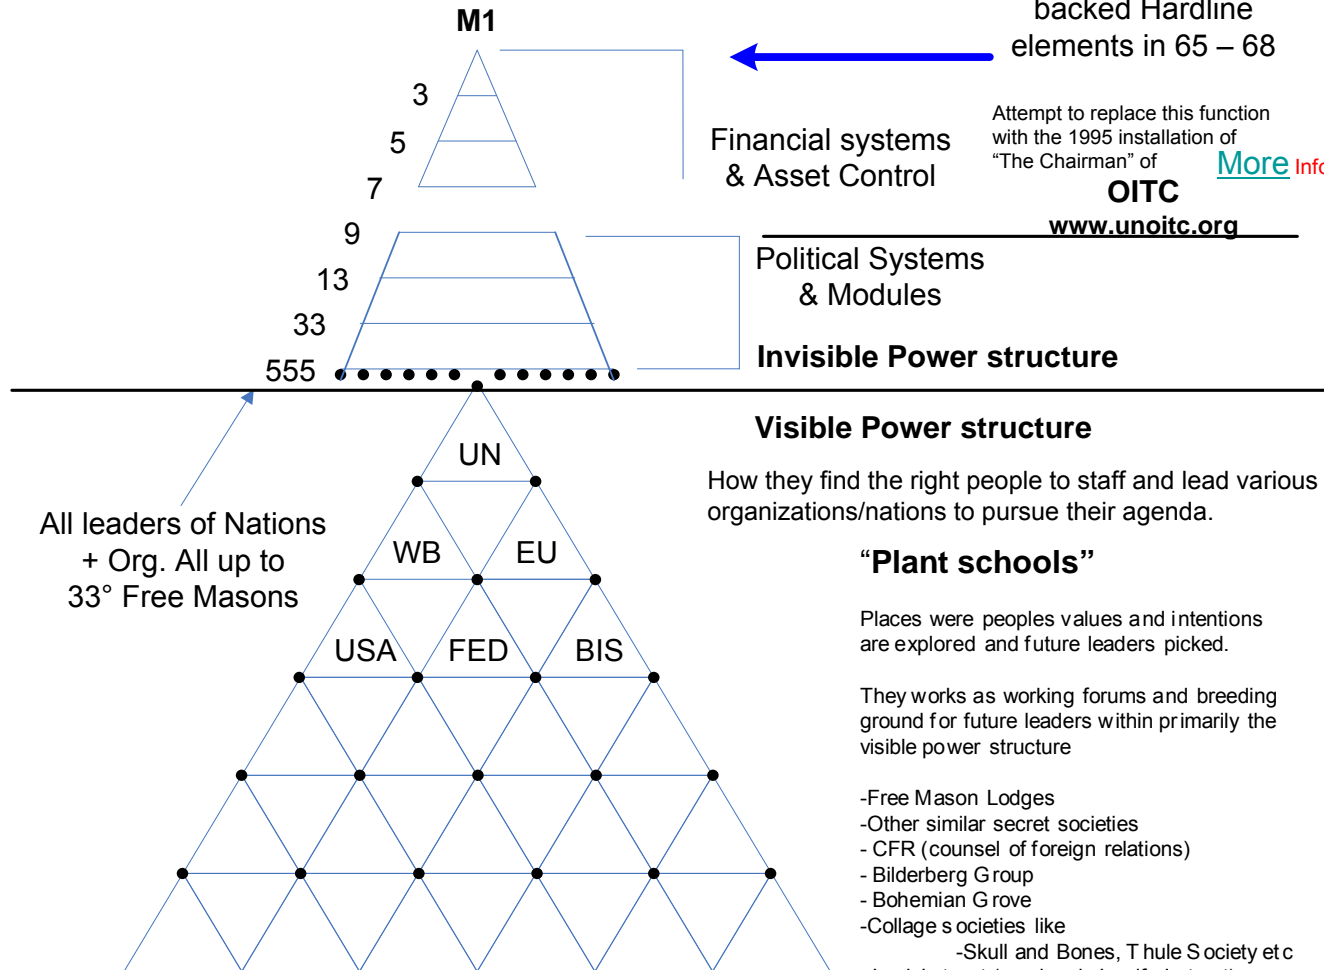 M1
backed Hardline
elements in 65 – 68
3
5
7
9
13
33
555
Financial systems
& Asset Control
Attempt to replace this function
with the 1995 installation of
“The Chairman” of
More Info
OITC
www.unoitc.org
Political Systems
& Modules
Invisible Power structure
Visible Power structure
UN
WB EU
USA FED BIS
All leaders of Nations
+ Org. All up to
33° Free Masons
How they find the right people to staff and lead various
organizations/nations to pursue their agenda.
“Plant schools”
Places were peoples values and intentions
are explored and future leaders picked.
They works as working forums and breeding
ground for future leaders within primarily the
visible power structure
-Free Mason Lodges
-Other similar secret societies
- CFR (counsel of foreign relations)
- Bilderberg Group
- Bohemian Grove
-Collage societies like
-Skull and Bones, Thule Society etc